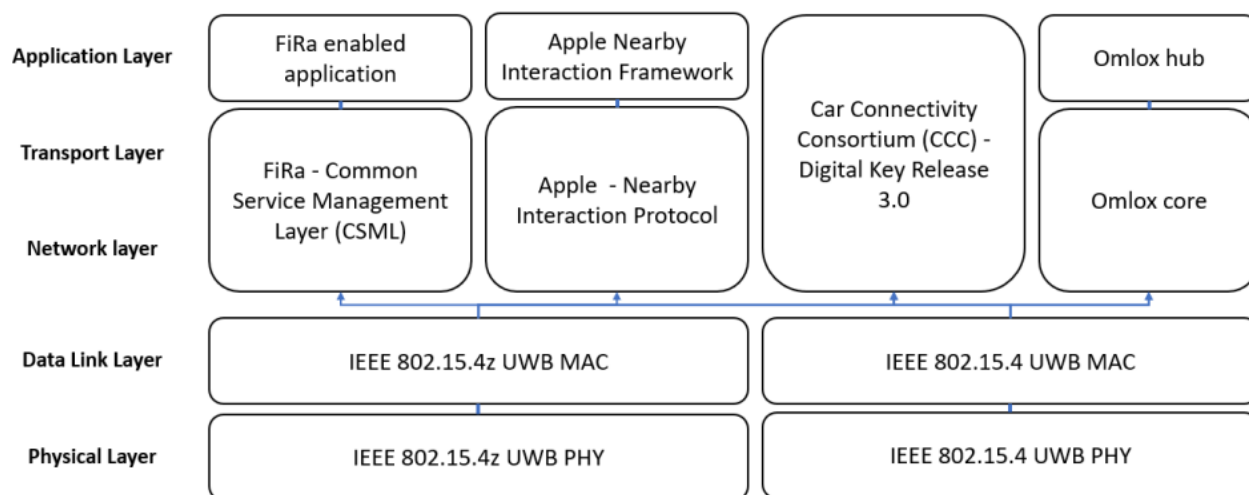 Application Layer
FiRa enabled
application
Apple Nearby
Interaction Framework
Car Connectivity
Consortium (CCC) -
Digital Key Release
3.0
Omlox hub
Transport Layer
FiRa - Common
Service Management
Layer (CSML)
Apple - Nearby
Interaction Protocol
Omlox core
Network layer
Data Link Layer
IEEE 802.15.4z UWB MAC
IEEE 802.15.4 UWB MAC
Physical Layer
IEEE 802.15.4z UWB PHY
IEEE 802.15.4 UWB PHY